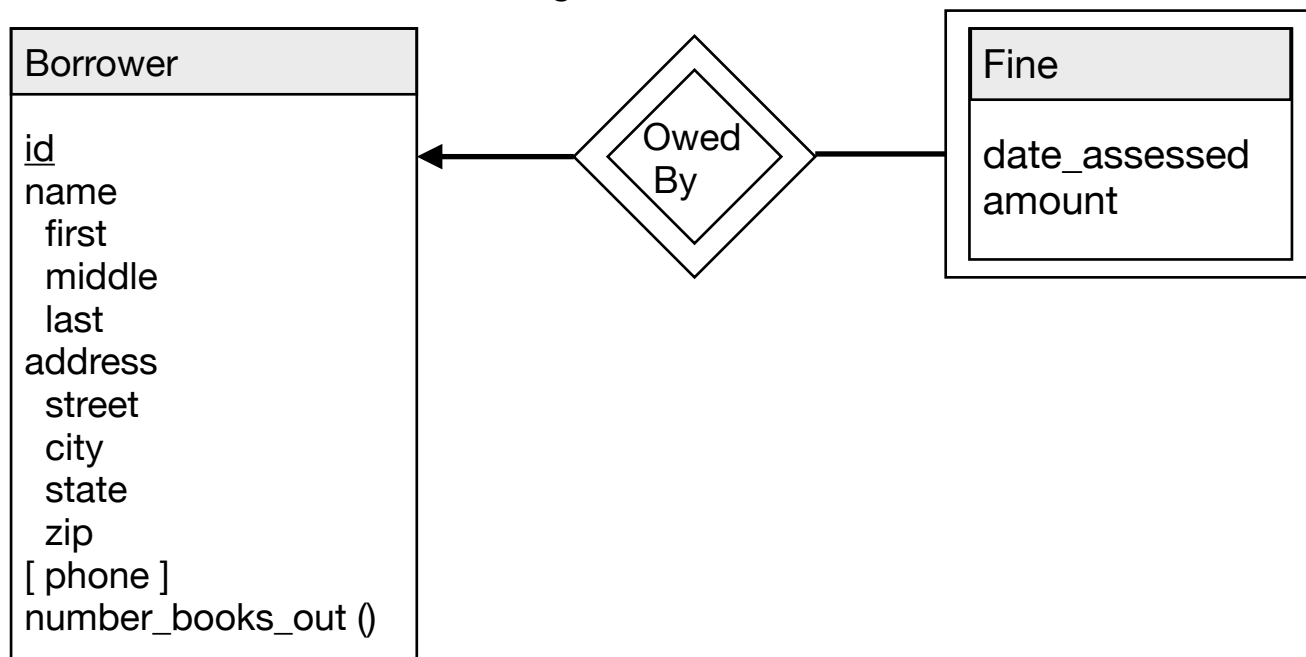 Borrower
id
name
first
middle
last
address
street
city
state
zip
[ phone ]
number_books_out ()
Owed
By
Fine
date_assessed
amount